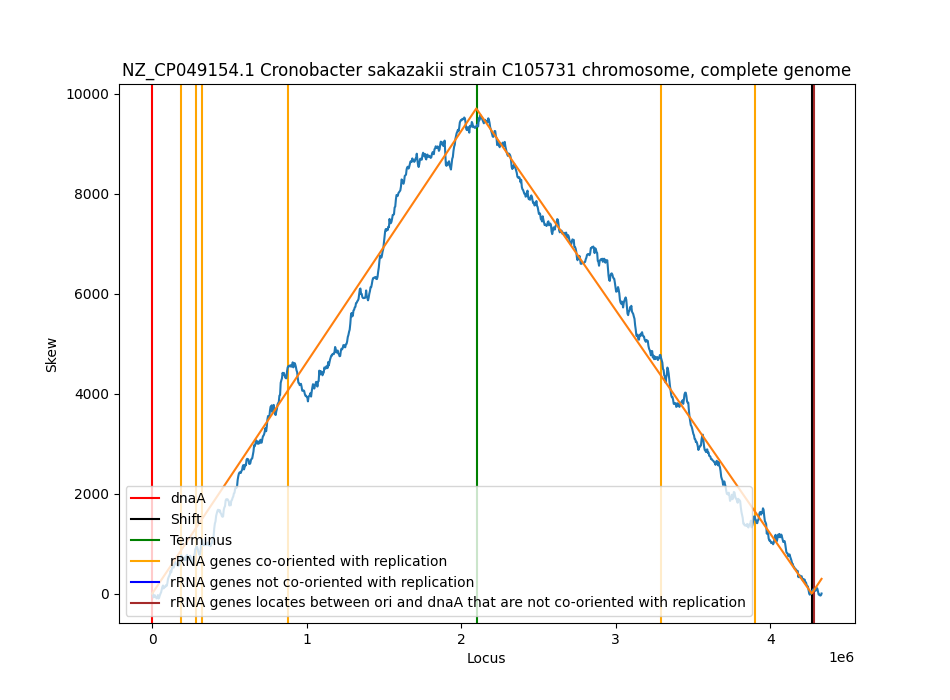 NZ_CP049154.1 Cronobacter sakazakii strain C105731 chromosome, complete genome
10000
8000
6000
4000
2000
0
Skew
dnaA
Shift
Terminus
rRNA genes co-oriented with replication
rRNA genes not co-oriented with replication
rRNA genes locates between ori and dnaA that are not co-oriented with replication
0 1 2 3 4
1e6
Locus